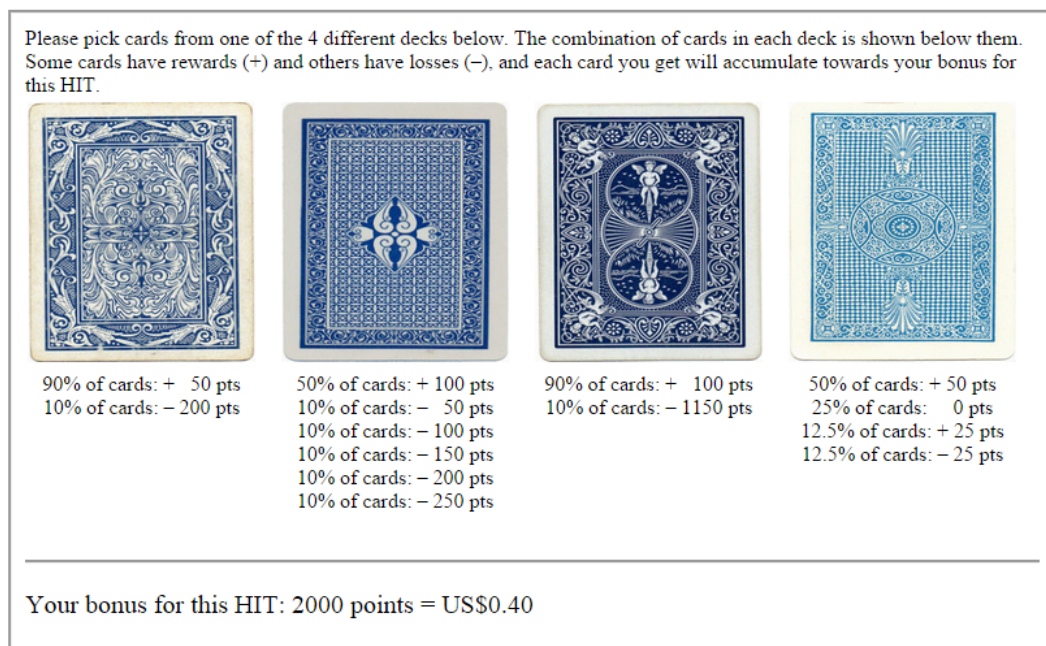 Please pick cards from one of the 4 different decks below. The combination of cards in each deck is shown below them.
Some cards have rewards (+) and others have losses (−), and each card you get will accumulate towards your bonus for
this HIT.
90% of cards: + 50 pts
10% of cards: − 200 pts
50% of cards: + 100 pts
10% of cards: − 50 pts
10% of cards: − 100 pts
10% of cards: − 150 pts
10% of cards: − 200 pts
10% of cards: − 250 pts
90% of cards: + 100 pts
10% of cards: − 1150 pts
50% of cards: + 50 pts
25% of cards: 0 pts
12.5% of cards: + 25 pts
12.5% of cards: − 25 pts
Your bonus for this HIT: 2000 points = US$0.40